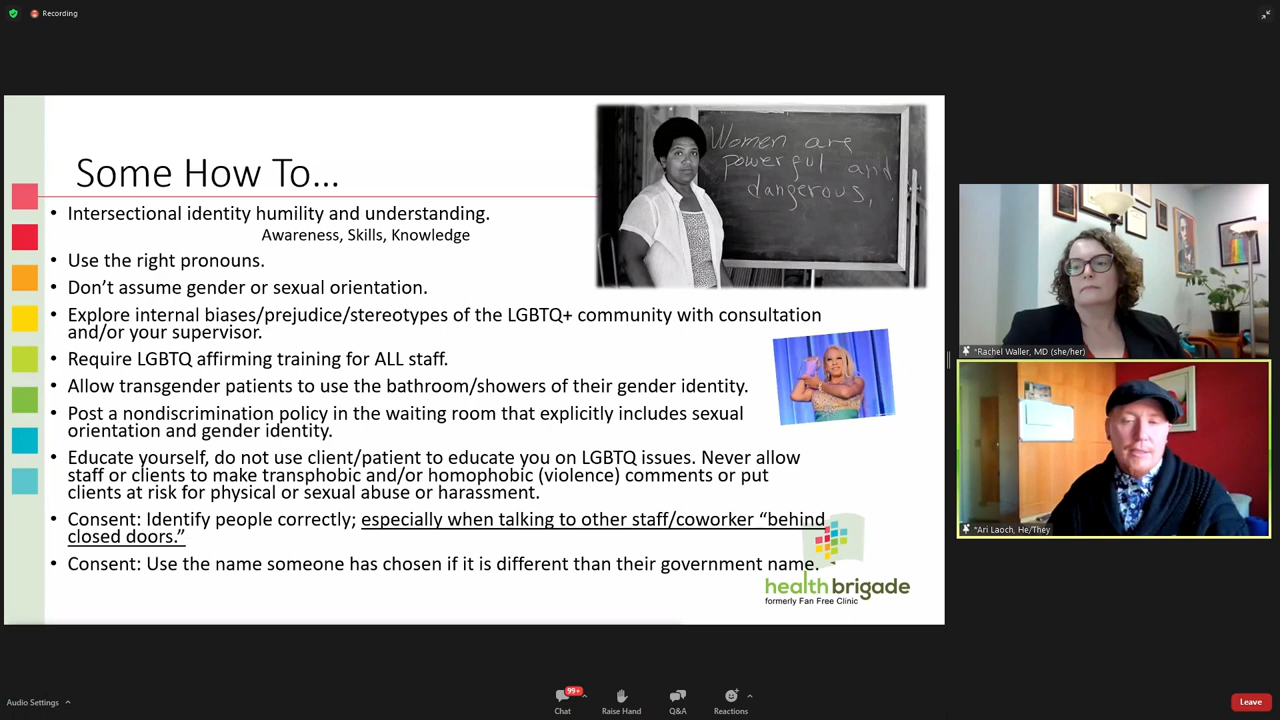 Recording
Some How To...
Women are
powerful and
dangerous,
• Intersectional identity humility and understanding.
Awareness, Skills, Knowledge
• Use the right pronouns.
• Don't assume gender or sexual orientation.
• Explore internal biases/prejudice/stereotypes of the LGBTQ+ community with consultation
and/or your supervisor.
• Require LGBTQ affirming training for ALL staff.
• Allow transgender patients to use the bathroom/showers of their gender identity.
• Post a nondiscrimination policy in the waiting room that explicitly includes sexual
orientation and gender identity.
• Educate yourself, do not use client/patient to educate you on LGBTQ issues. Never allow
staff or clients to make transphobic and/or homophobic (violence) comments or put
clients at risk for physical or sexual abuse or harassment.
• Consent: Identify people correctly; especially when talking to other staff/coworker “behind
closed doors.”
• Consent: Use the name someone has chosen if it is different than their government name.
healthbrigade
formerly Fan Free Clinic
*Rachel Waller, MD (she/her)
*Ari Laoch, He/They
Audio Settings
99+
Chat
Raise Hand
Q&A
Reactions
Leave